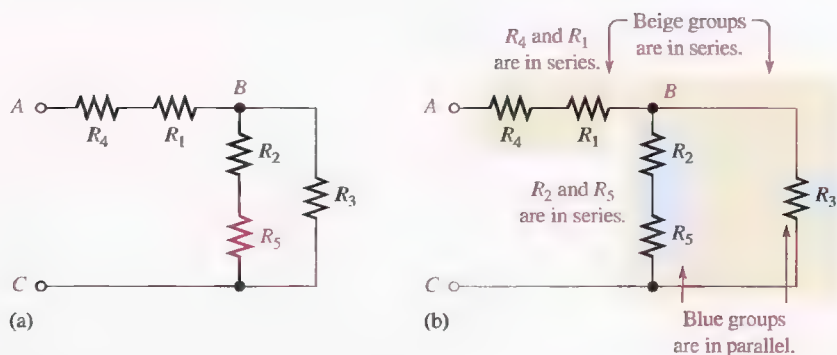 A
R4
R1
B
R2
R3
R5
C
(a)
R4 and R1
are in series.
Beige groups
are in series.
A
R4
R1
B
R2
R2 and R5
are in series.
R3
R5
C
(b)
Blue groups
are in parallel.